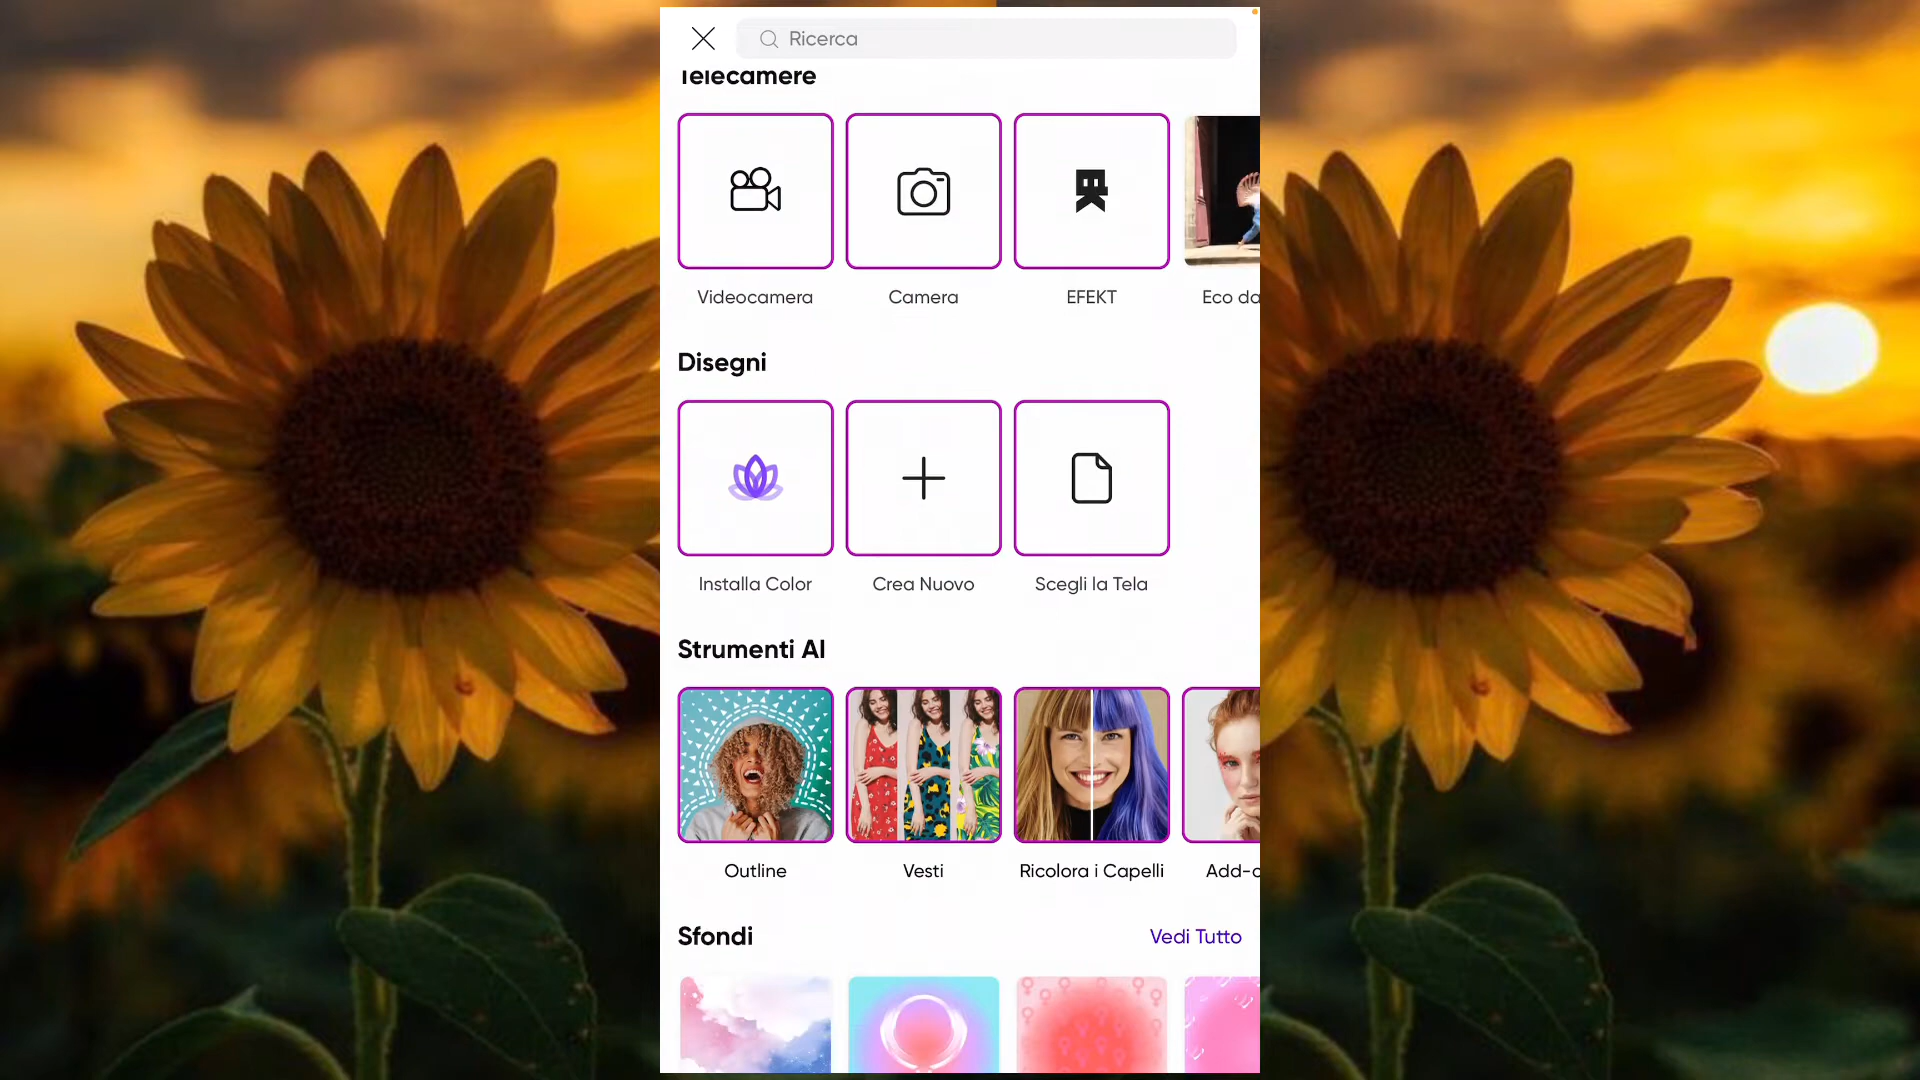 Ricerca
Telecamere
Videocamera
Camera
EFEKT
Eco da
Disegni
Installa Color
Crea Nuovo
Scegli la Tela
Strumenti AI
Outline
Vesti
Ricolora i Capelli
Add-o
Sfondi
Vedi Tutto